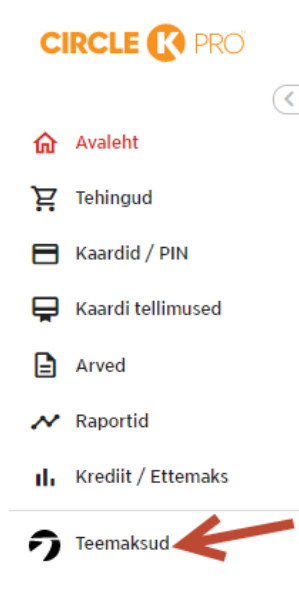 CIRCLE K PRO
Avaleht
Tehingud
Kaardid / PIN
Kaardi tellimused
Arved
Raportid
Krediit / Ettemaks
Teemaksud